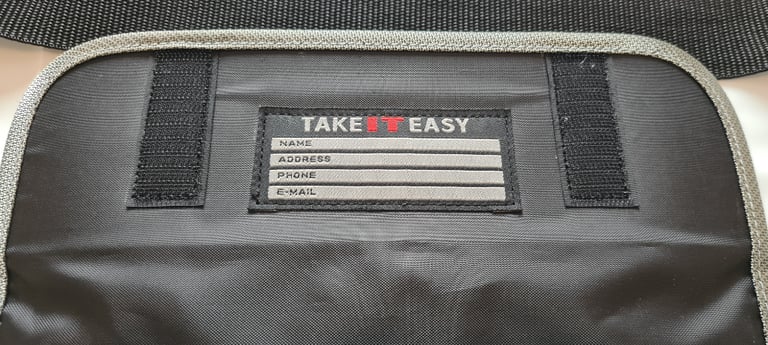 TAKE IT EASY
NAME
ADDRESS
PHONE
E-MAIL